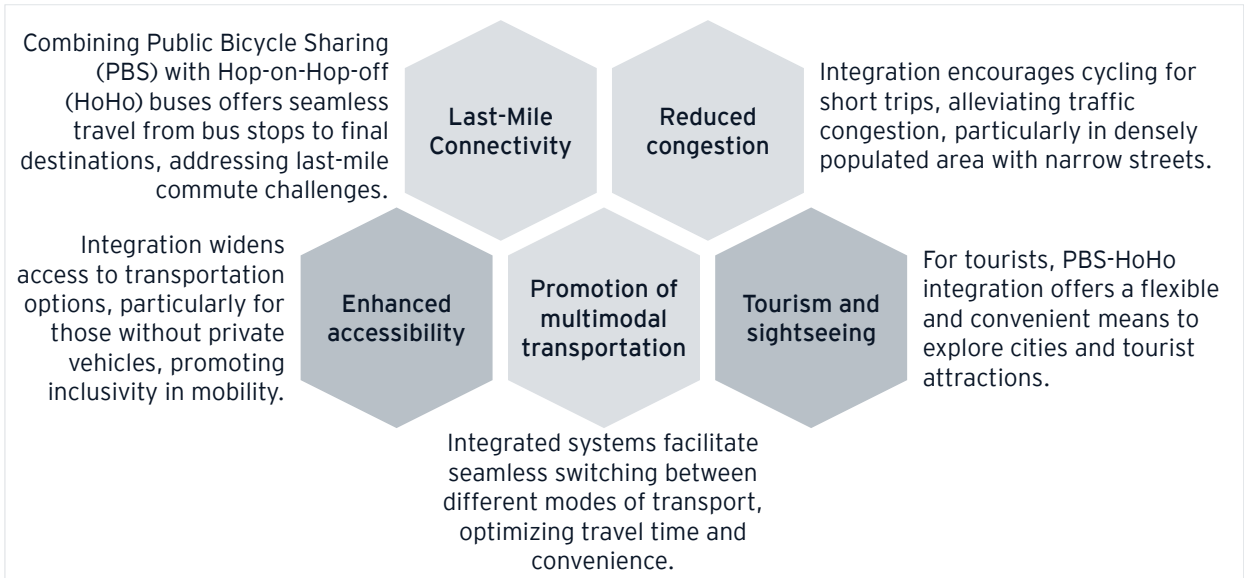 Combining Public Bicycle Sharing
(PBS) with Hop-on-Hop-off
(HoHo) buses offers seamless
travel from bus stops to final
destinations, addressing last-mile
commute challenges.
Last-Mile
Connectivity
Reduced
congestion
Integration encourages cycling for
short trips, alleviating traffic
congestion, particularly in densely
populated area with narrow streets.
Integration widens
access to transportation
options, particularly for
those without private
vehicles, promoting
inclusivity in mobility.
Enhanced
accessibility
Promotion of
multimodal
transportation
Tourism and
sightseeing
For tourists, PBS-HoHo
integration offers a flexible
and convenient means to
explore cities and tourist
attractions.
Integrated systems facilitate
seamless switching between
different modes of transport,
optimizing travel time and
convenience.